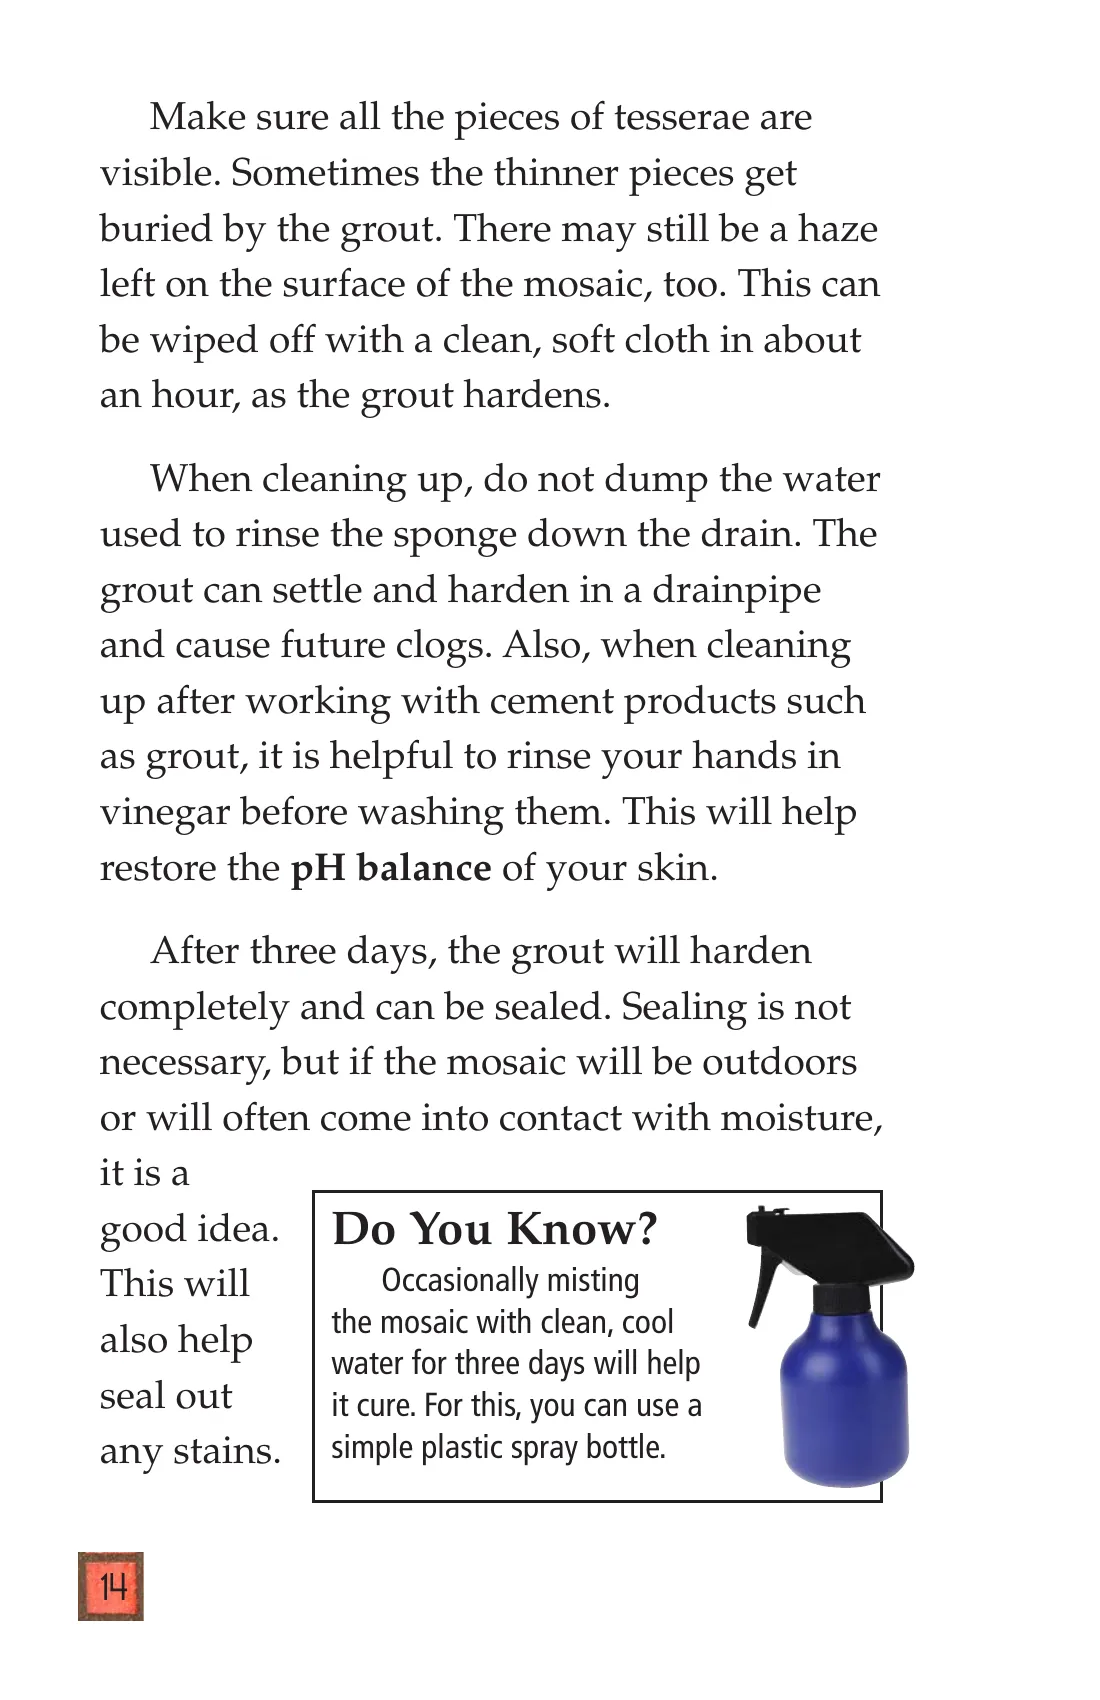 Make sure all the pieces of tesserae are
visible. Sometimes the thinner pieces get
buried by the grout. There may still be a haze
left on the surface of the mosaic, too. This can
be wiped off with a clean, soft cloth in about
an hour, as the grout hardens.
When cleaning up, do not dump the water
used to rinse the sponge down the drain. The
grout can settle and harden in a drainpipe
and cause future clogs. Also, when cleaning
up after working with cement products such
as grout, it is helpful to rinse your hands in
vinegar before washing them. This will help
restore the pH balance of your skin.
After three days, the grout will harden
completely and can be sealed. Sealing is not
necessary, but if the mosaic will be outdoors
or will often come into contact with moisture,
it is a
good idea.
This will
also help
seal out
any stains.
Do You Know?
Occasionally misting
the mosaic with clean, cool
water for three days will help
it cure. For this, you can use a
simple plastic spray bottle.
14